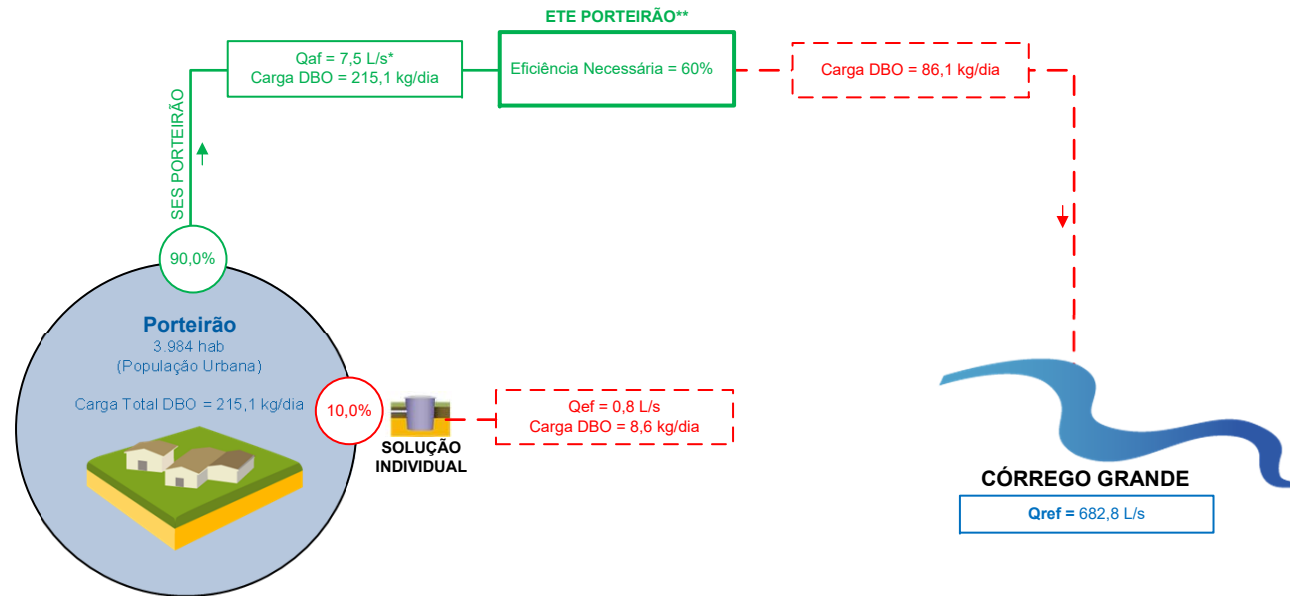 ETE PORTEIRÃO**
Qaf = 7,5 L/s*
Carga DBO = 215,1 kg/dia
Eficiência Necessária = 60%
Carga DBO = 86,1 kg/dia
SES PORTEIRÃO
90,0%
Porteirão
3.984 hab
(População Urbana)
Carga Total DBO = 215,1 kg/dia
10,0%
SOLUÇÃO
INDIVIDUAL
Qef = 0,8 L/s
Carga DBO = 8,6 kg/dia
CÓRREGO GRANDE
Qref = 682,8 L/s